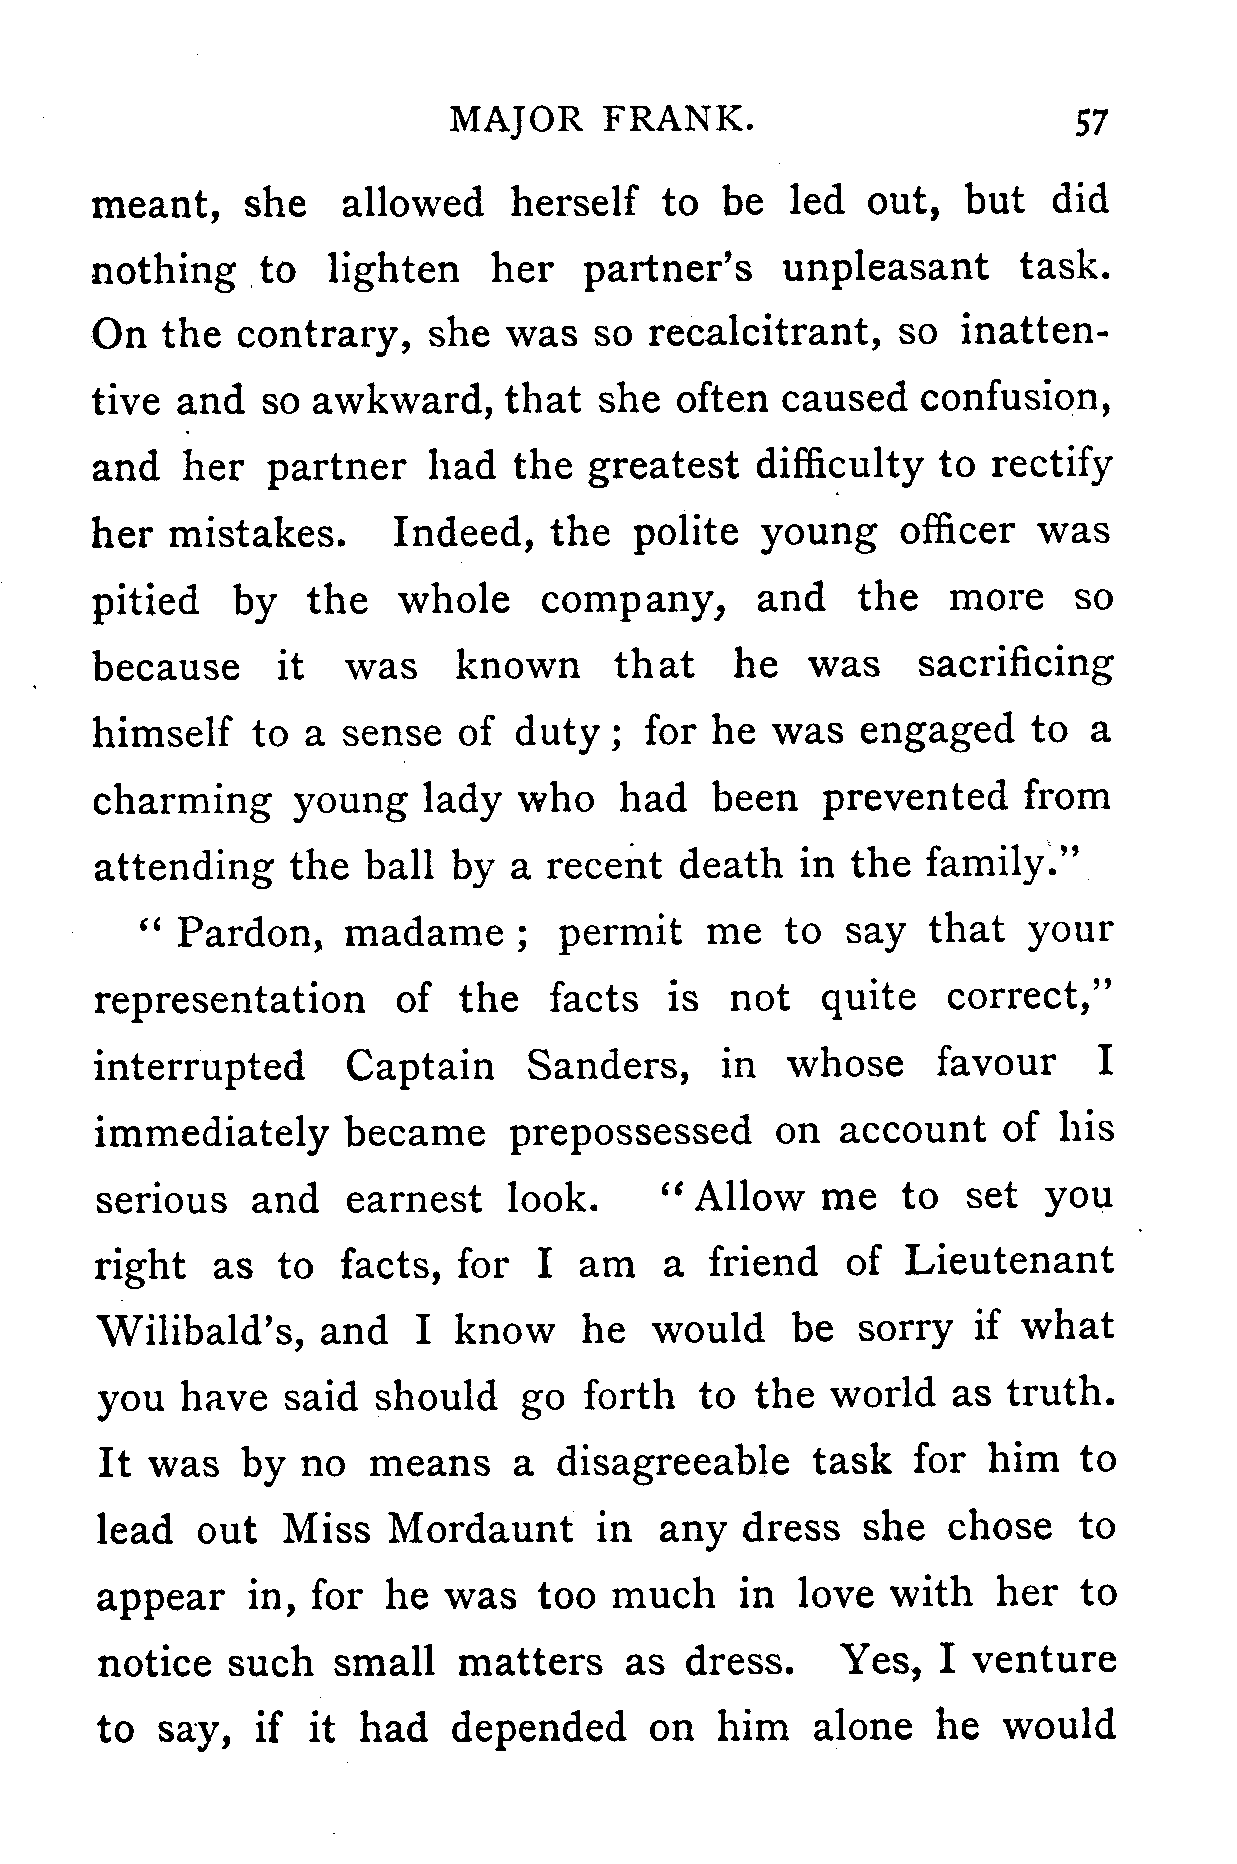 MAJOR FRANK. 57
meant, she allowed herself to be led out, but did
nothing to lighten her partner's unpleasant task.
On the contrary, she was so recalcitrant, so inatten-
tive and so awkward, that she often caused confusion,
and her partner had the greatest difficulty to rectify
her mistakes. Indeed, the polite young officer was
pitied by the whole company, and the more so
because it was known that he was sacrificing
himself to a sense of duty; for he was engaged to a
charming young lady who had been prevented from
attending the ball by a recent death in the family."
"Pardon, madame; permit me to say that your
representation of the facts is not quite correct,"
interrupted Captain Sanders, in whose favour I
immediately became prepossessed on account of his
serious and earnest look. "Allow me to set you
right as to facts, for I am a friend of Lieutenant
Wilibald's, and I know he would be sorry if what
you have said should go forth to the world as truth.
It was by no means a disagreeable task for him to
lead out Miss Mordaunt in any dress she chose to
appear in, for he was too much in love with her to
notice such small matters as dress. Yes, I venture
to say, if it had depended on him alone he would